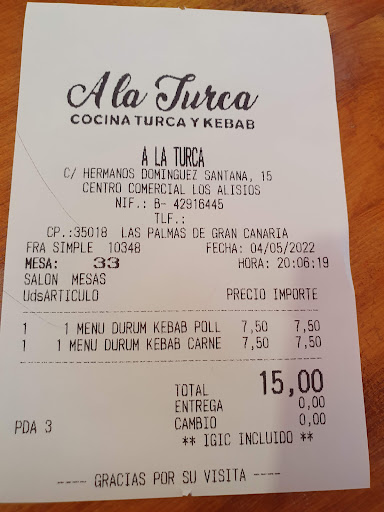 A la Turca
COCINA TURCA Y KEBAB
A LA TURCA
C/ HERMANOS DOMINGUEZ SANTANA, 15
CENTRO COMERCIAL LOS ALISIOS
NIF.: B- 42916445
TLF.:
CP.:35018 LAS PALMAS DE GRAN CANARIA
FRA SIMPLE 10348 FECHA: 04/05/2022
MESA: 33 HORA: 20:06:19
SALON MESAS
UdsARTICULO PRECIO IMPORTE
1 1 MENU DURUM KEBAB POLL 7,50 7,50
1 1 MENU DURUM KEBAB CARNE 7,50 7,50
TOTAL 15,00
ENTREGA 0,00
PDA 3 CAMBIO 0,00
** IGIC INCLUIDO **
----- GRACIAS POR SU VISITA -----